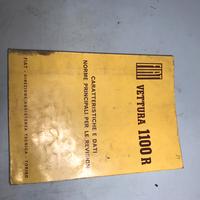 FIAT
VETTURA 1100 R
CARATTERISTICHE E DATI
NORME PRINCIPALI PER LE REVISIONI
FIAT - DIREZIONE ASSISTENZA TECNICA - TORINO